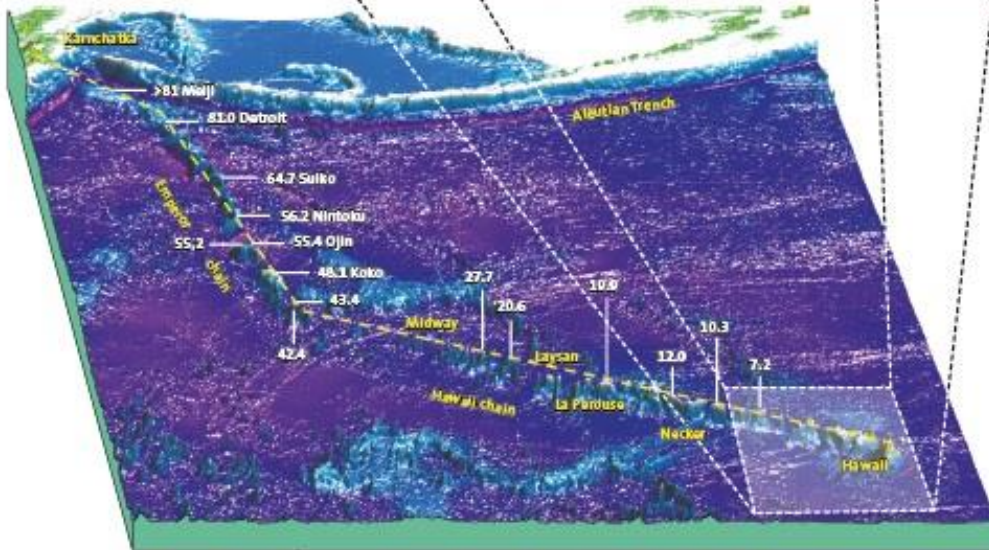 Kamchatka
>81 Meiji
81.0 Detroit
Aleutian Trench
64.7 Suiko
Emperor chain
56.2 Nintoku
55.2
55.4 Ojin
48.1 Koko
43.4
42.4
27.7
20.6
19.9
10.3
12.0
7.2
Midway
Laysan
Hawaii chain
La Perouse
Necker
Hawaii